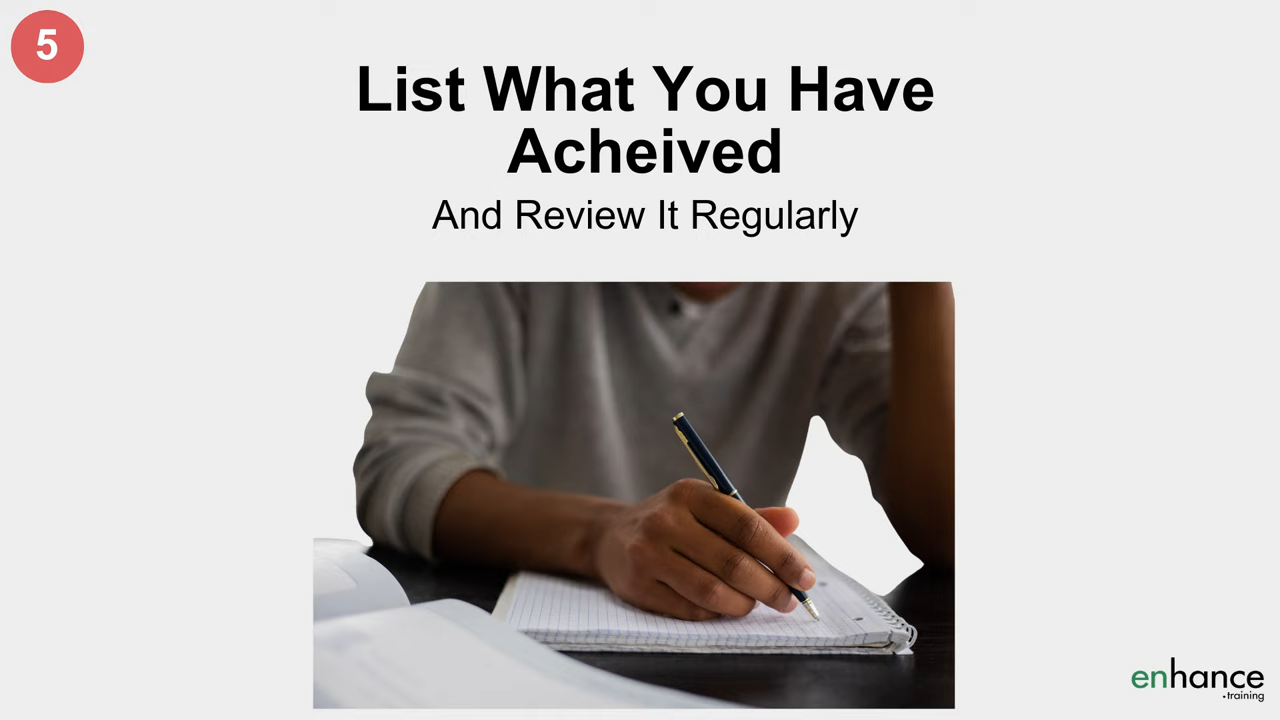 5
List What You Have
Acheived
And Review It Regularly
enhance
training